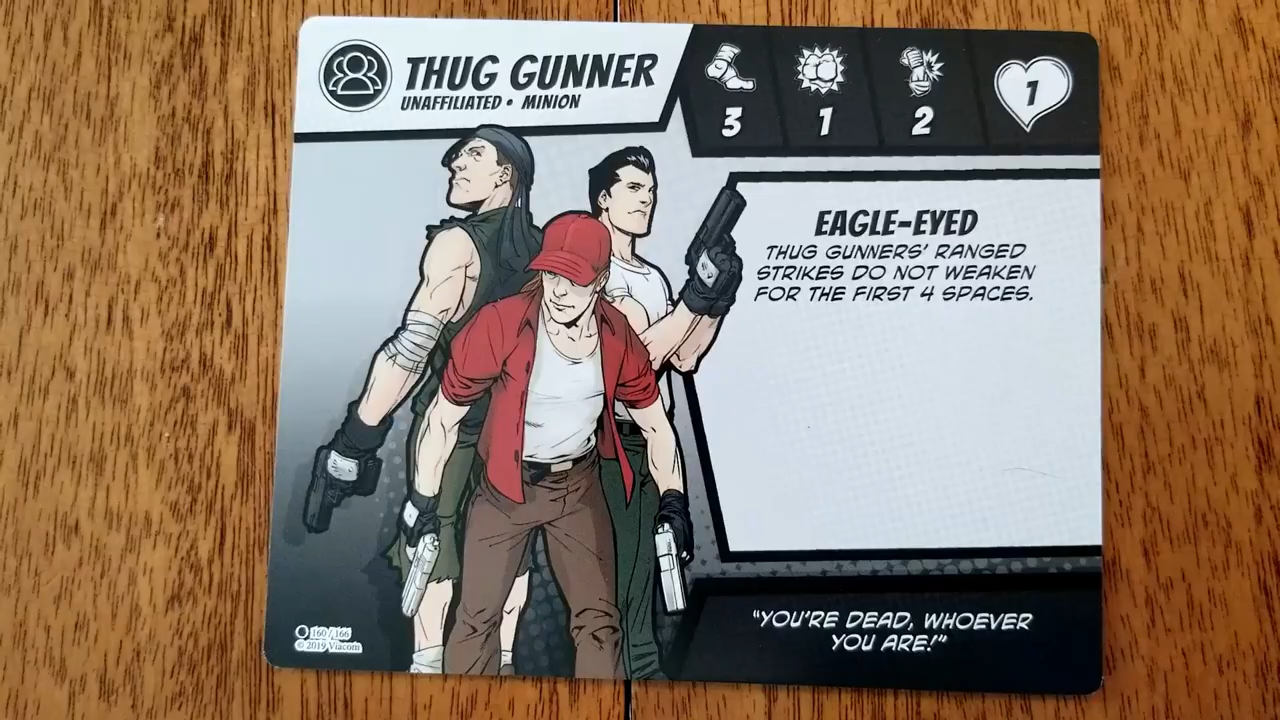 THUG GUNNER
UNAFFILIATED • MINION
3 1 2 1
EAGLE-EYED
THUG GUNNERS' RANGED
STRIKES DO NOT WEAKEN
FOR THE FIRST 4 SPACES.
"YOU'RE DEAD, WHOEVER
YOU ARE!"
160/166
© 2019 Viacom